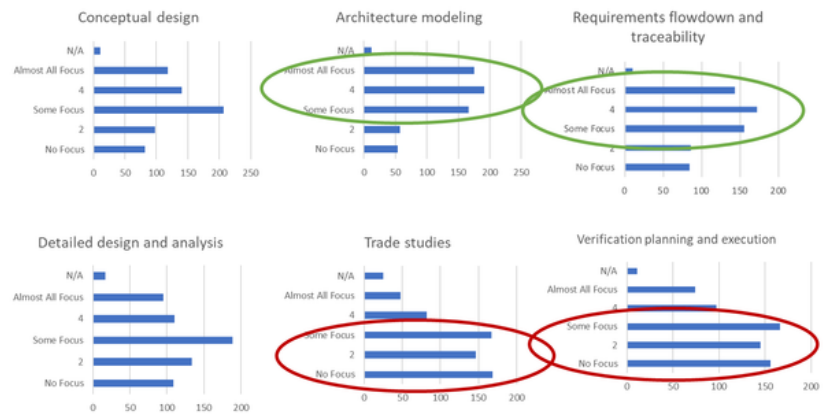 Conceptual design
N/A
Almost All Focus
4
Some Focus
2
No Focus
0 50 100 150 200 250
Architecture modeling
N/A
Almost All Focus
4
Some Focus
2
No Focus
0 50 100 150 200 250
Requirements flowdown and
traceability
N/A
Almost All Focus
4
Some Focus
2
No Focus
0 50 100 150 200
Detailed design and analysis
N/A
Almost All Focus
4
Some Focus
2
No Focus
0 50 100 150 200
Trade studies
N/A
Almost All Focus
4
Some Focus
2
No Focus
0 50 100 150 200
Verification planning and execution
N/A
Almost All Focus
4
Some Focus
2
No Focus
0 50 100 150 200